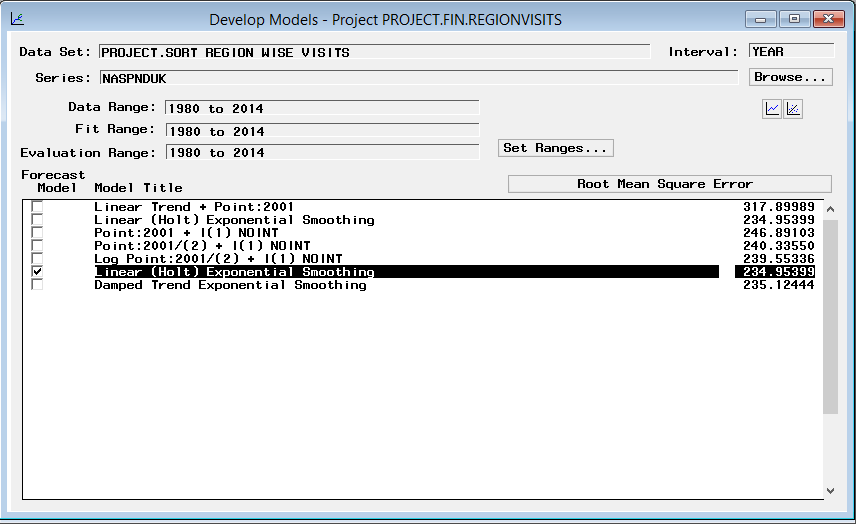 Develop Models - Project PROJECT.FIN.REGIONVISITS
Data Set: PROJECT.SORT REGION WISE VISITS Interval: YEAR
Series: NASPNDUK Browse...
Data Range: 1980 to 2014
Fit Range: 1980 to 2014
Evaluation Range: 1980 to 2014 Set Ranges...
Forecast
Model Model Title Root Mean Square Error
Linear Trend + Point:2001 317.89989
Linear (Holt) Exponential Smoothing 234.95399
Point:2001 + I(1) NOINT 246.89103
Point:2001/(2) + I(1) NOINT 240.33550
Log Point:2001/(2) + I(1) NOINT 239.55336
Linear (Holt) Exponential Smoothing 234.95399
Damped Trend Exponential Smoothing 235.12444